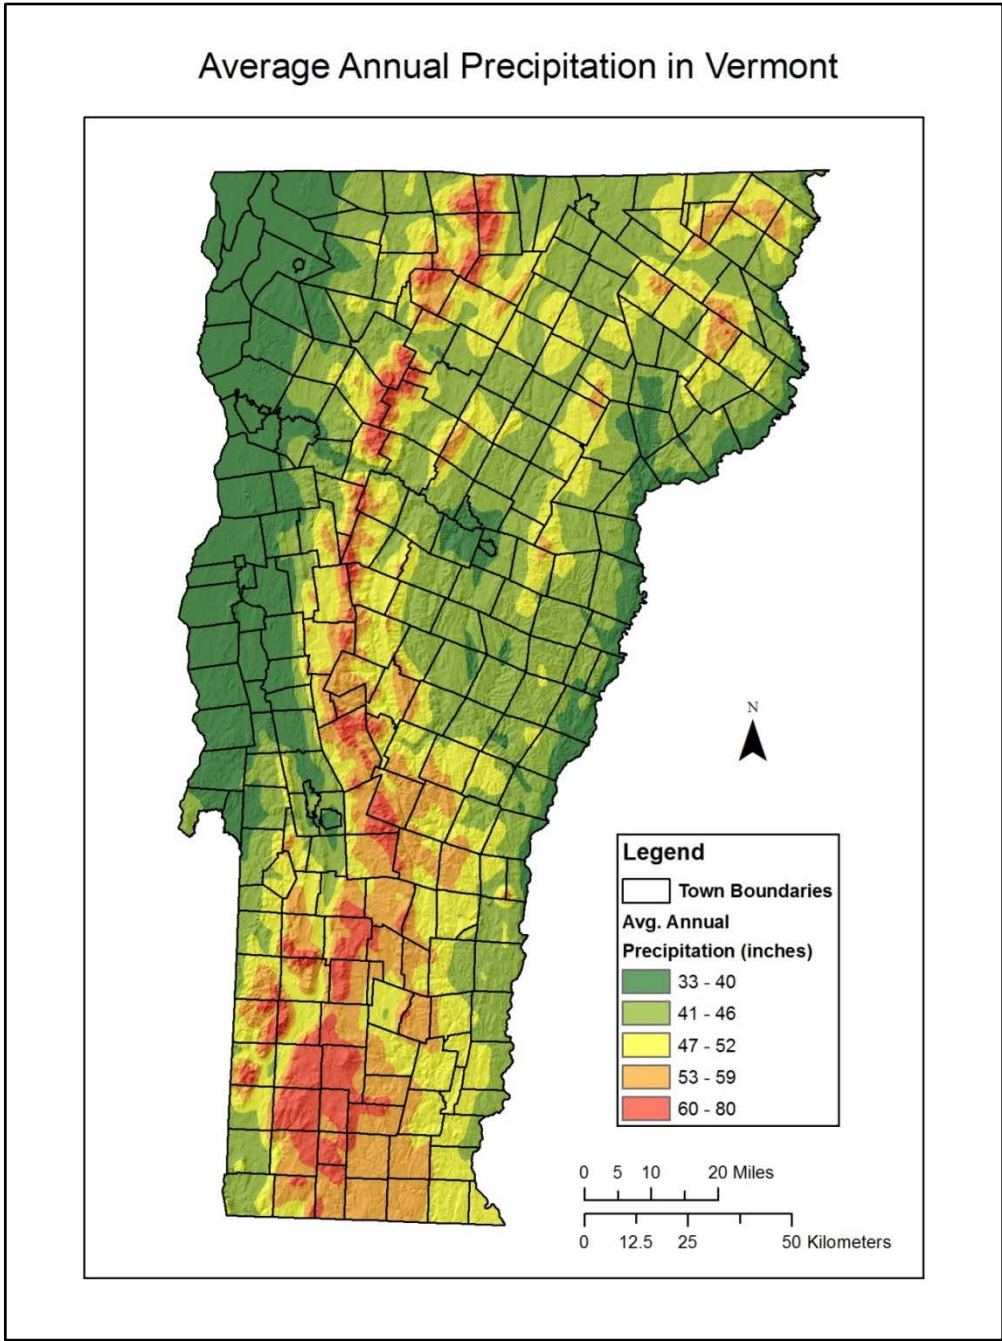 Average Annual Precipitation in Vermont
N
Legend
Town Boundaries
Avg. Annual
Precipitation (inches)
33 - 40
41 - 46
47 - 52
53 - 59
60 - 80
0 5 10 20 Miles
0 12.5 25 50 Kilometers